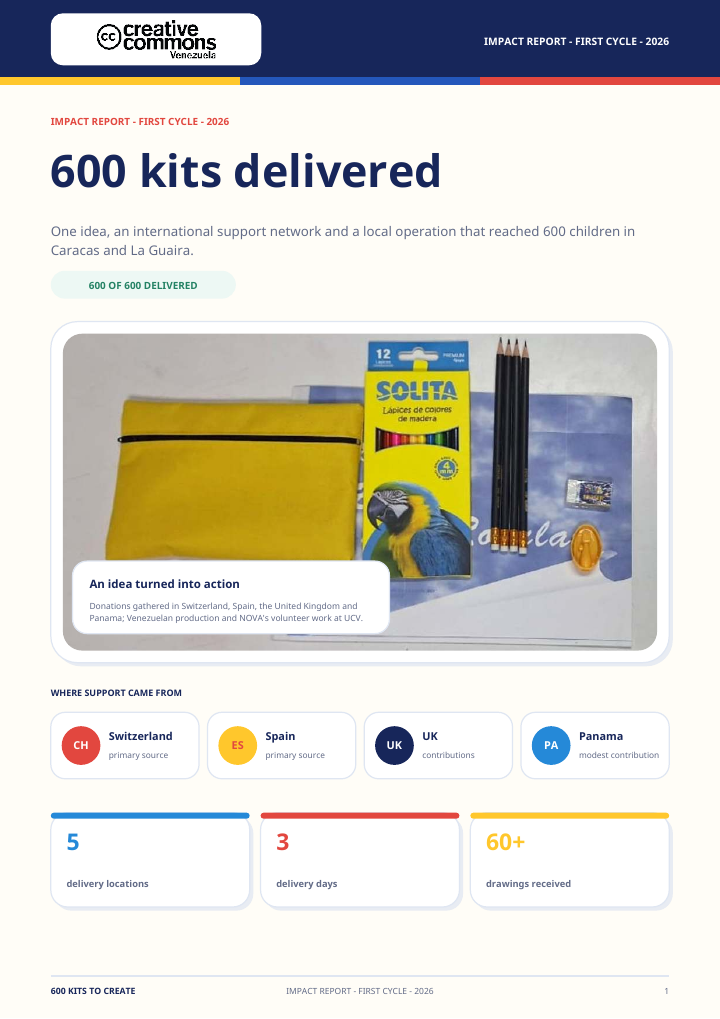 cc creative
commons
Venezuela
IMPACT REPORT - FIRST CYCLE - 2026
IMPACT REPORT - FIRST CYCLE - 2026
600 kits delivered
One idea, an international support network and a local operation that reached 600 children in
Caracas and La Guaira.
600 OF 600 DELIVERED
12
SOLITA
Lápices de colores
de madera
4
mm
An idea turned into action
Donations gathered in Switzerland, Spain, the United Kingdom and
Panama; Venezuelan production and NOVA's volunteer work at UCV.
WHERE SUPPORT CAME FROM
CH
Switzerland
primary source
ES
Spain
primary source
UK
UK
contributions
PA
Panama
modest contribution
5
delivery locations
3
delivery days
60+
drawings received
600 KITS TO CREATE
IMPACT REPORT - FIRST CYCLE - 2026
1